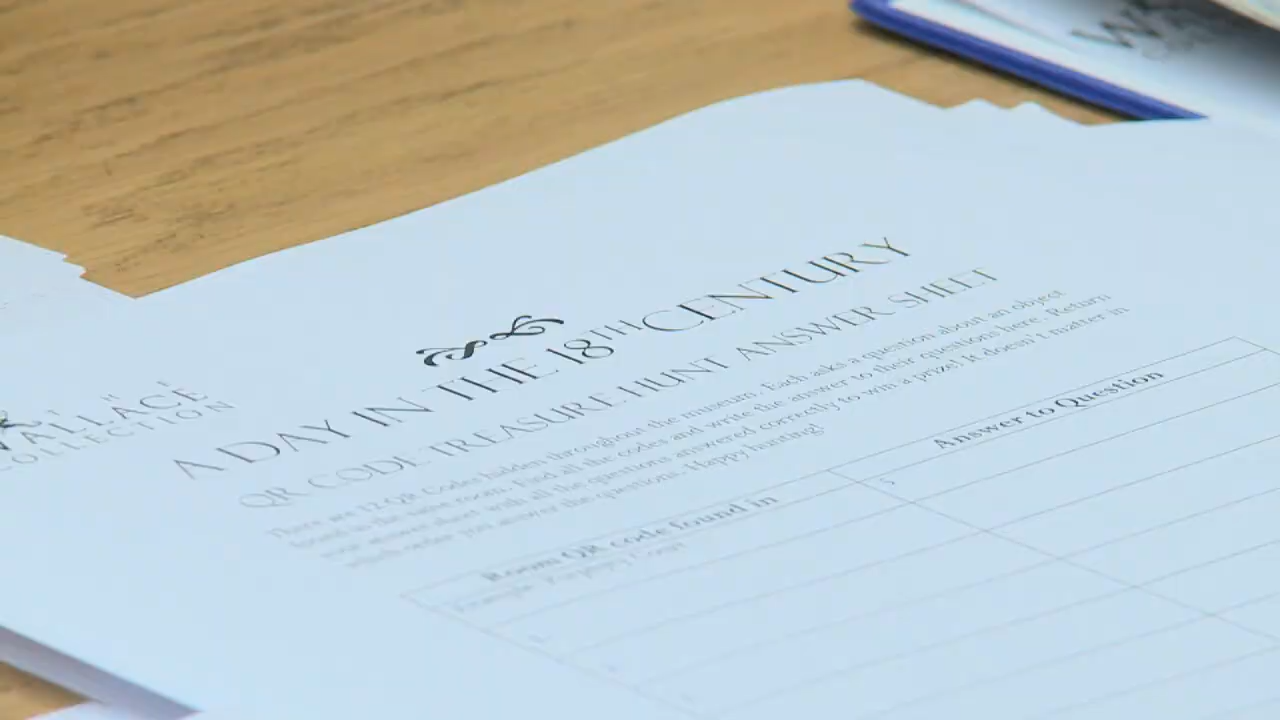 WALLACE
COLLECTION
A DAY IN THE 18TH CENTURY
QR CODE TREASURE HUNT ANSWER SHEET
There are 12 QR Codes hidden throughout the museum. Each asks a question about an object
found in the same room. Find all the codes and write the answer to their questions here. Return
your answer sheet with all the questions answered correctly to win a prize! It doesn't matter in
which order you answer the questions. Happy hunting!
Room QR code found in
Answer to Question
5